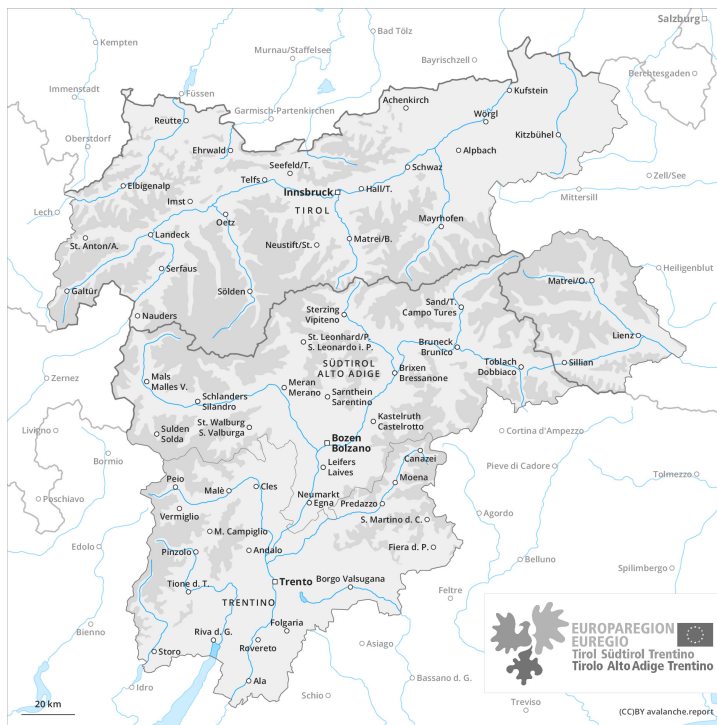 Salzburg
Kempten
Bad Tölz
Murnau/Staffelsee
Bayrischzell
Berchtesgaden
Immenstadt
Füssen
Garmisch-Partenkirchen
Achenkirch
Kufstein
Reutte
Wörgl
Oberstdorf
Ehrwald
Kitzbühel
Alpbach
Seefeld/T.
Telfs
Schwaz
Zell/See
Elbigenalp
Innsbruck
Hall/T.
Mittersill
Imst
TIROL
Lech
Oetz
Mayrhofen
St. Anton/A.
Landeck
Neustift/St.
Matrei/B.
Serfaus
Heiligenblut
Galtür
Sölden
Matrei/O.
Nauders
Sterzing
Vipiteno
Sand/T.
Campo Tures
Lienz
St. Leonhard/P.
S. Leonardo i. P.
Bruneck
Brunico
SÜDTIROL
ALTO ADIGE
Toblach
Dobbiaco
Sillian
Zernez
Mals
Malles V.
Meran
Merano
Brixen
Bressanone
Schlanders
Silandro
Sarnthein
Sarentino
St. Walburg
S. Valburga
Kastelruth
Castelrotto
Livigno
Sulden
Solda
Bozen
Bolzano
Cortina d'Ampezzo
Bormio
Canazei
Leifers
Laives
Pieve di Cadore
Tolmezzo
Peio
Malè
Cles
Moena
Poschiavo
Neumarkt
Egna
Predazzo
Vermiglio
Agordo
M. Campiglio
S. Martino d. C.
Edolo
Pinzolo
Andalo
Fiera d. P.
Belluno
Spilimbergo
Tione d. T.
Trento
Borgo Valsugana
Feltre
TRENTINO
Folgaria
Bienno
Riva d. G.
Rovereto
Asiago
Storo
Ala
Bassano d. G.
Idro
Schio
Treviso
EUROPAREGION
EUREGIO
Tirol Südtirol Trentino
Tirolo Alto Adige Trentino
20 km
(CC)BY avalanche.report